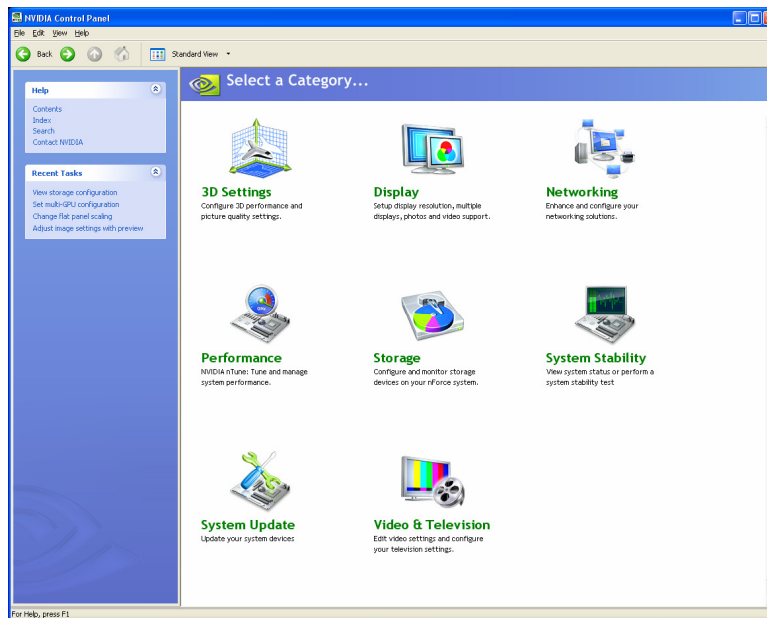 NVIDIA Control Panel
File Edit View Help
Back
Standard View
Help
Contents
Index
Search
Contact NVIDIA
Recent Tasks
View storage configuration
Set multi-GPU configuration
Change flat panel scaling
Adjust image settings with preview
Select a Category...
3D Settings
Configure 3D performance and
picture quality settings.
Display
Setup display resolution, multiple
displays, photos and video support.
Networking
Enhance and configure your
networking solutions.
Performance
NVIDIA nTune: Tune and manage
system performance.
Storage
Configure and monitor storage
devices on your nForce system.
System Stability
View system status or perform a
system stability test
System Update
Update your system devices
Video & Television
Edit video settings and configure
your television settings.
For Help, press F1